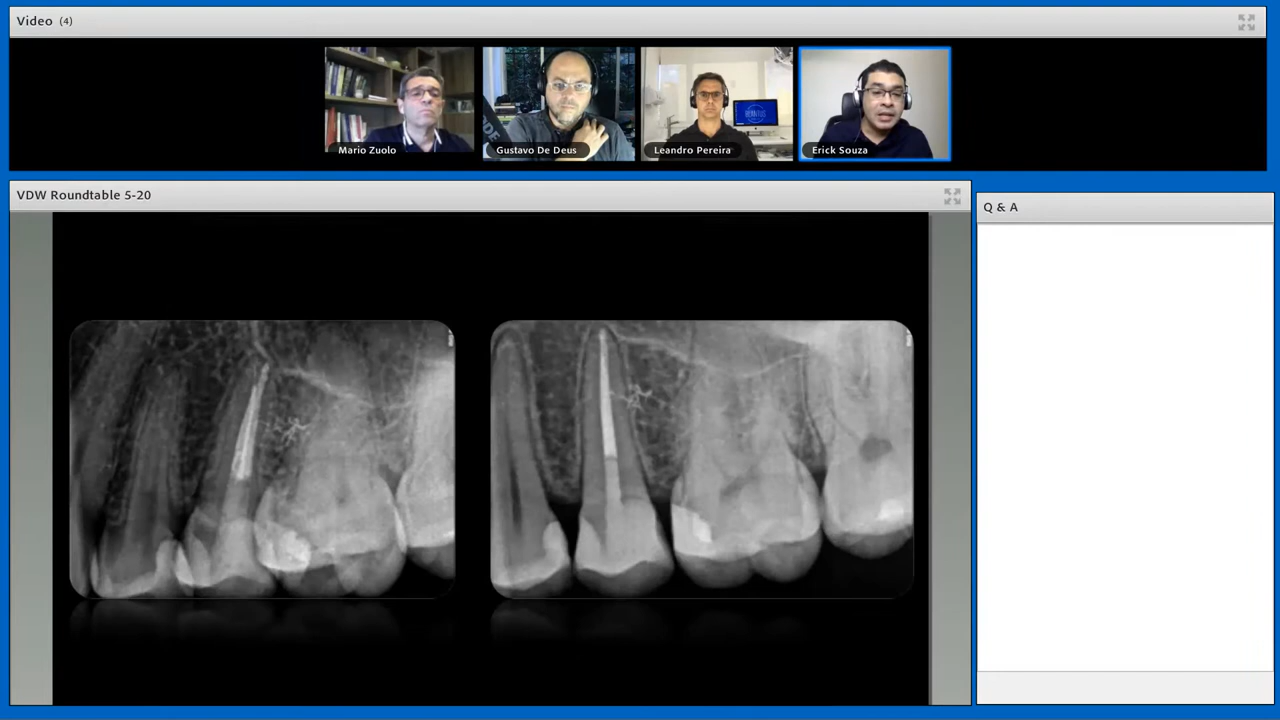 Video (4)
Mario Zuolo
Gustavo De Deus
Leandro Pereira
Erick Souza
VDW Roundtable 5-20
Q & A